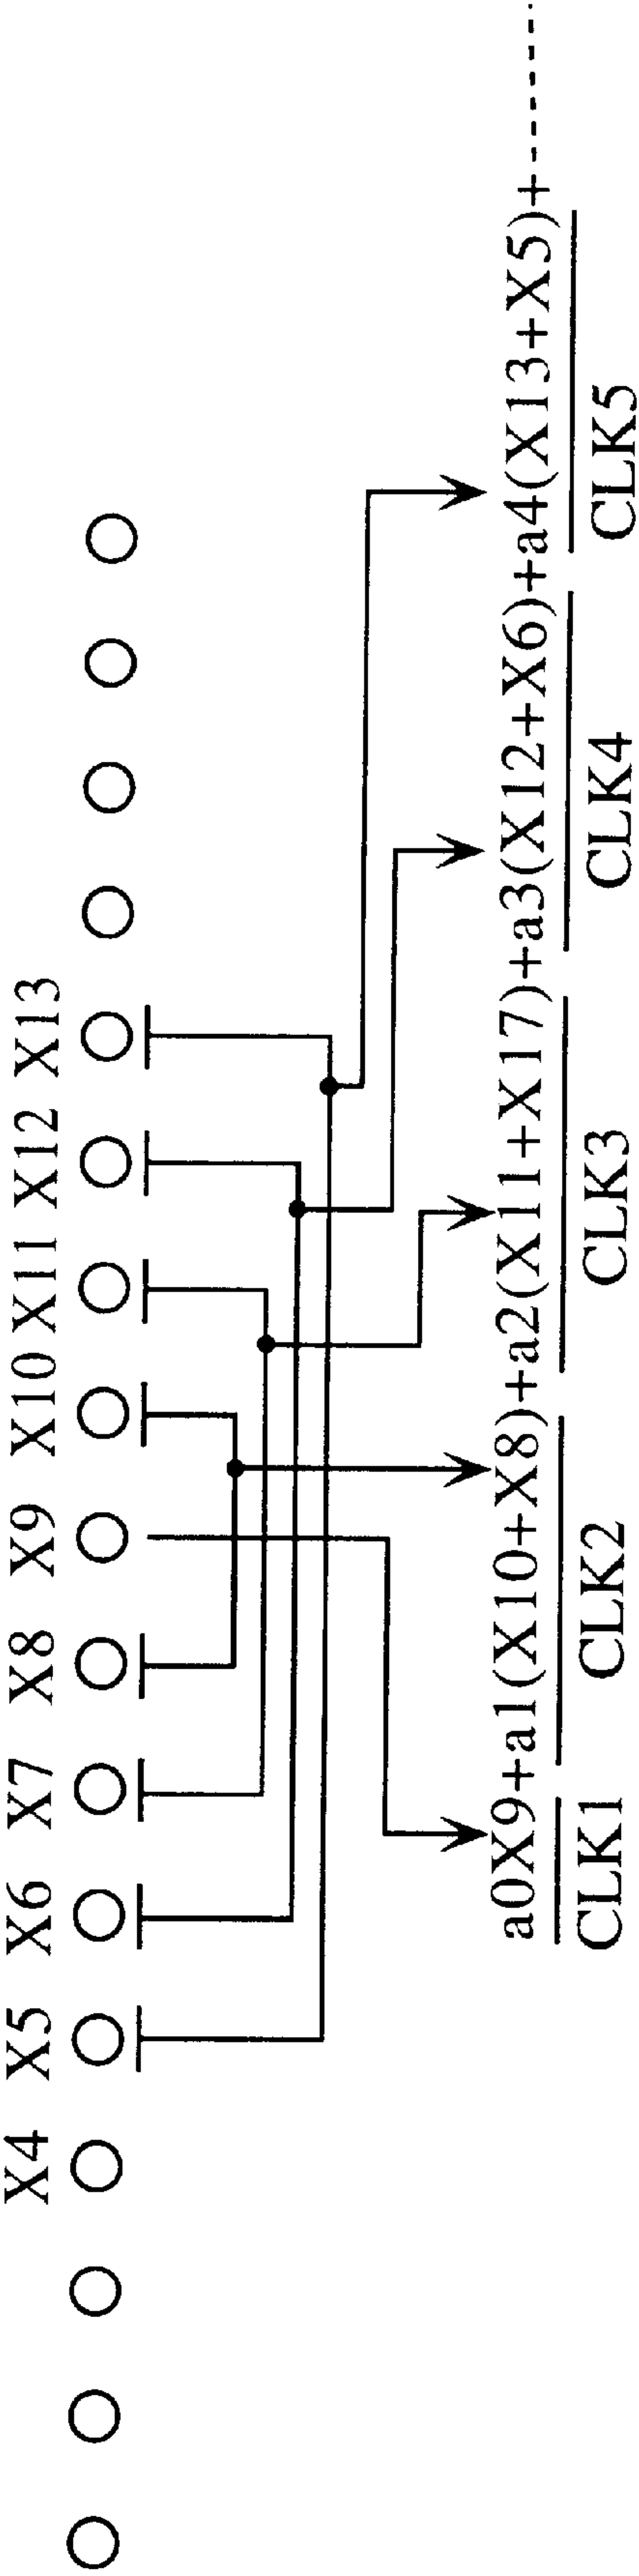 X4 X5 X6 X7 X8 X9 X10 X11 X12 X13
a0X9+a1(X10+X8)+a2(X11+X17)+a3(X12+X6)+a4(X13+X5)+-------
CLK1 CLK2 CLK3 CLK4 CLK5